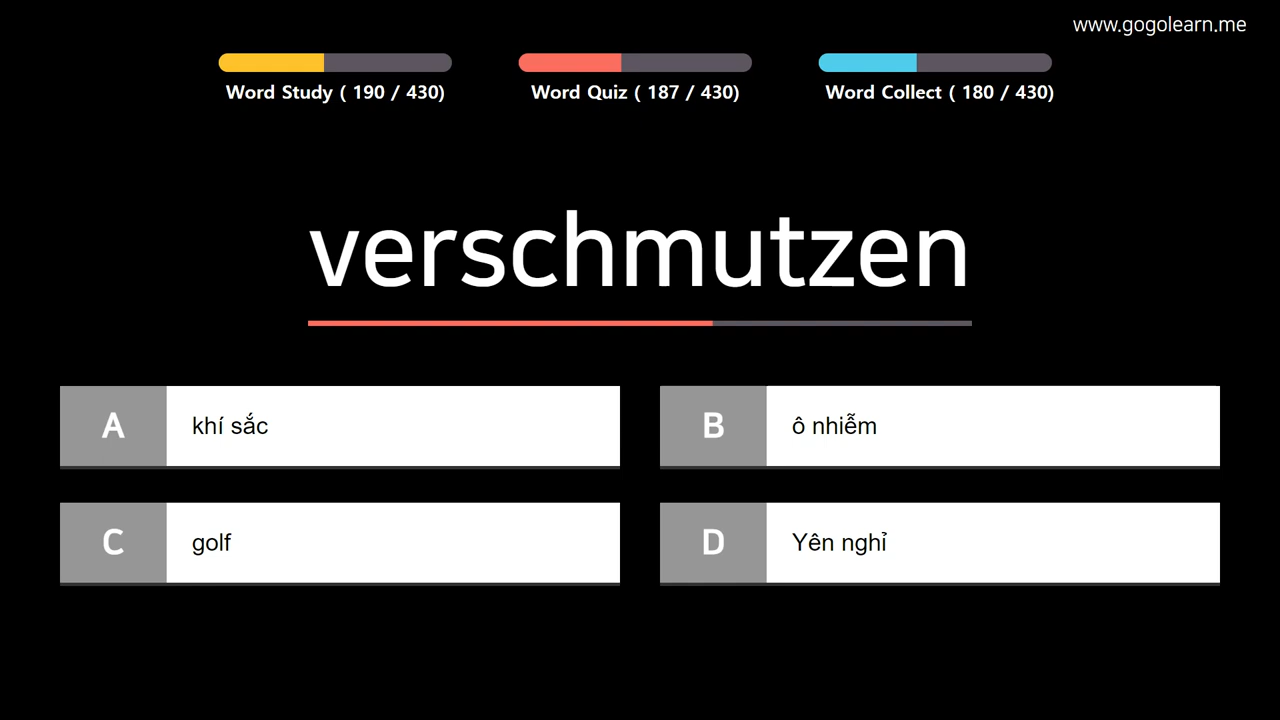 www.gogolearn.me
Word Study ( 190 / 430)
Word Quiz ( 187 / 430)
Word Collect ( 180 / 430)
verschmutzen
A khí sắc
B ô nhiễm
C golf
D Yên nghỉ